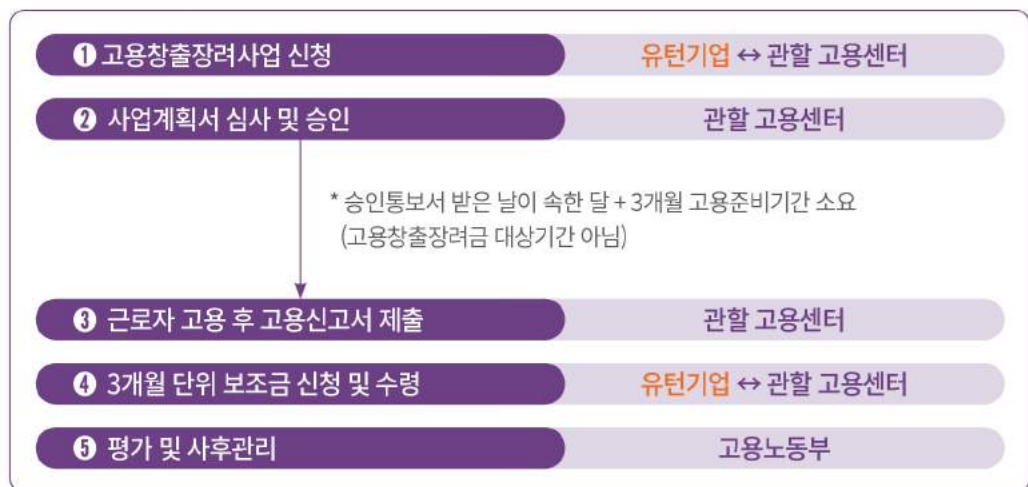 ❶ 고용창출장려사업 신청 유턴기업 ↔ 관할 고용센터
❷ 사업계획서 심사 및 승인 관할 고용센터
* 승인통보서 받은 날이 속한 달 + 3개월 고용준비기간 소요
(고용창출장려금 대상기간 아님)
❸ 근로자 고용 후 고용신고서 제출 관할 고용센터
❹ 3개월 단위 보조금 신청 및 수령 유턴기업 ↔ 관할 고용센터
❺ 평가 및 사후관리 고용노동부